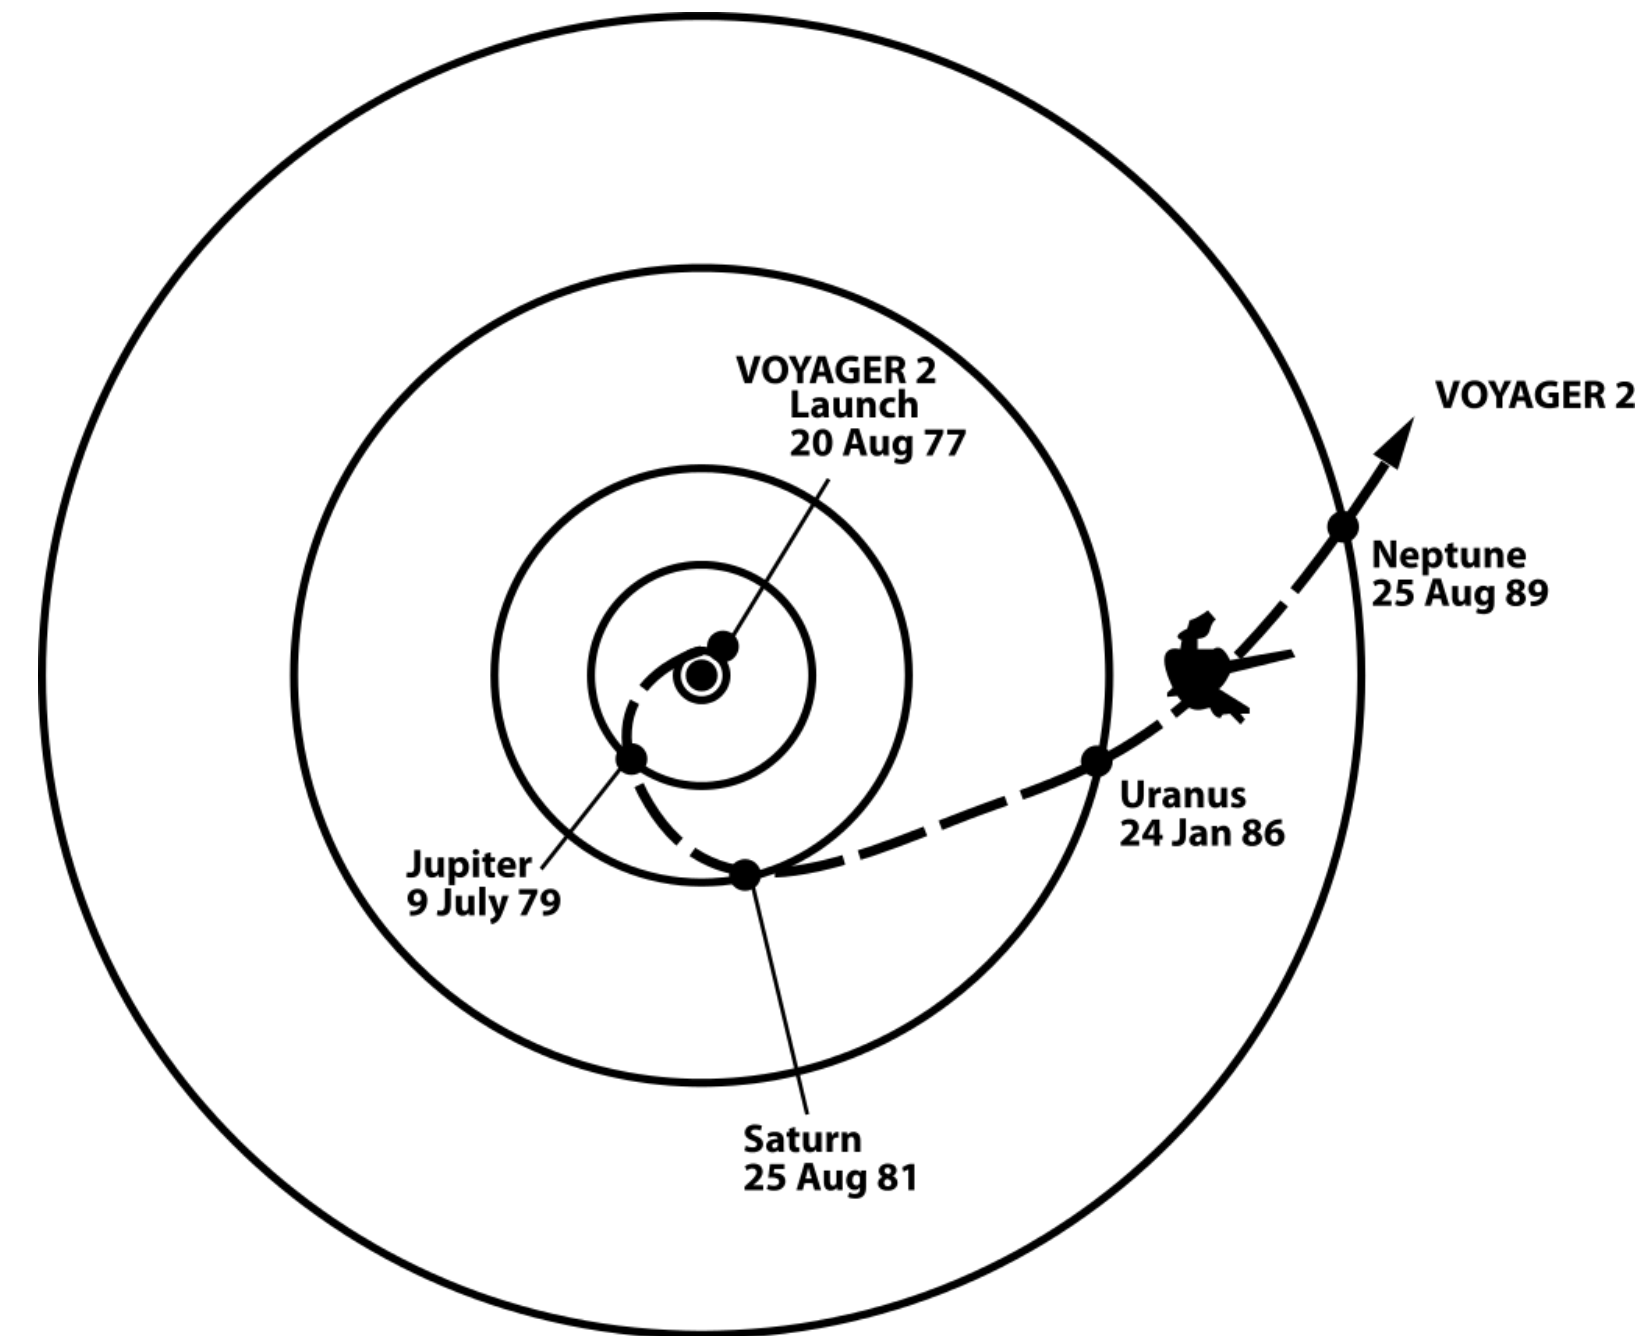 VOYAGER 2
Launch
20 Aug 77
VOYAGER 2
Neptune
25 Aug 89
Uranus
24 Jan 86
Jupiter
9 July 79
Saturn
25 Aug 81